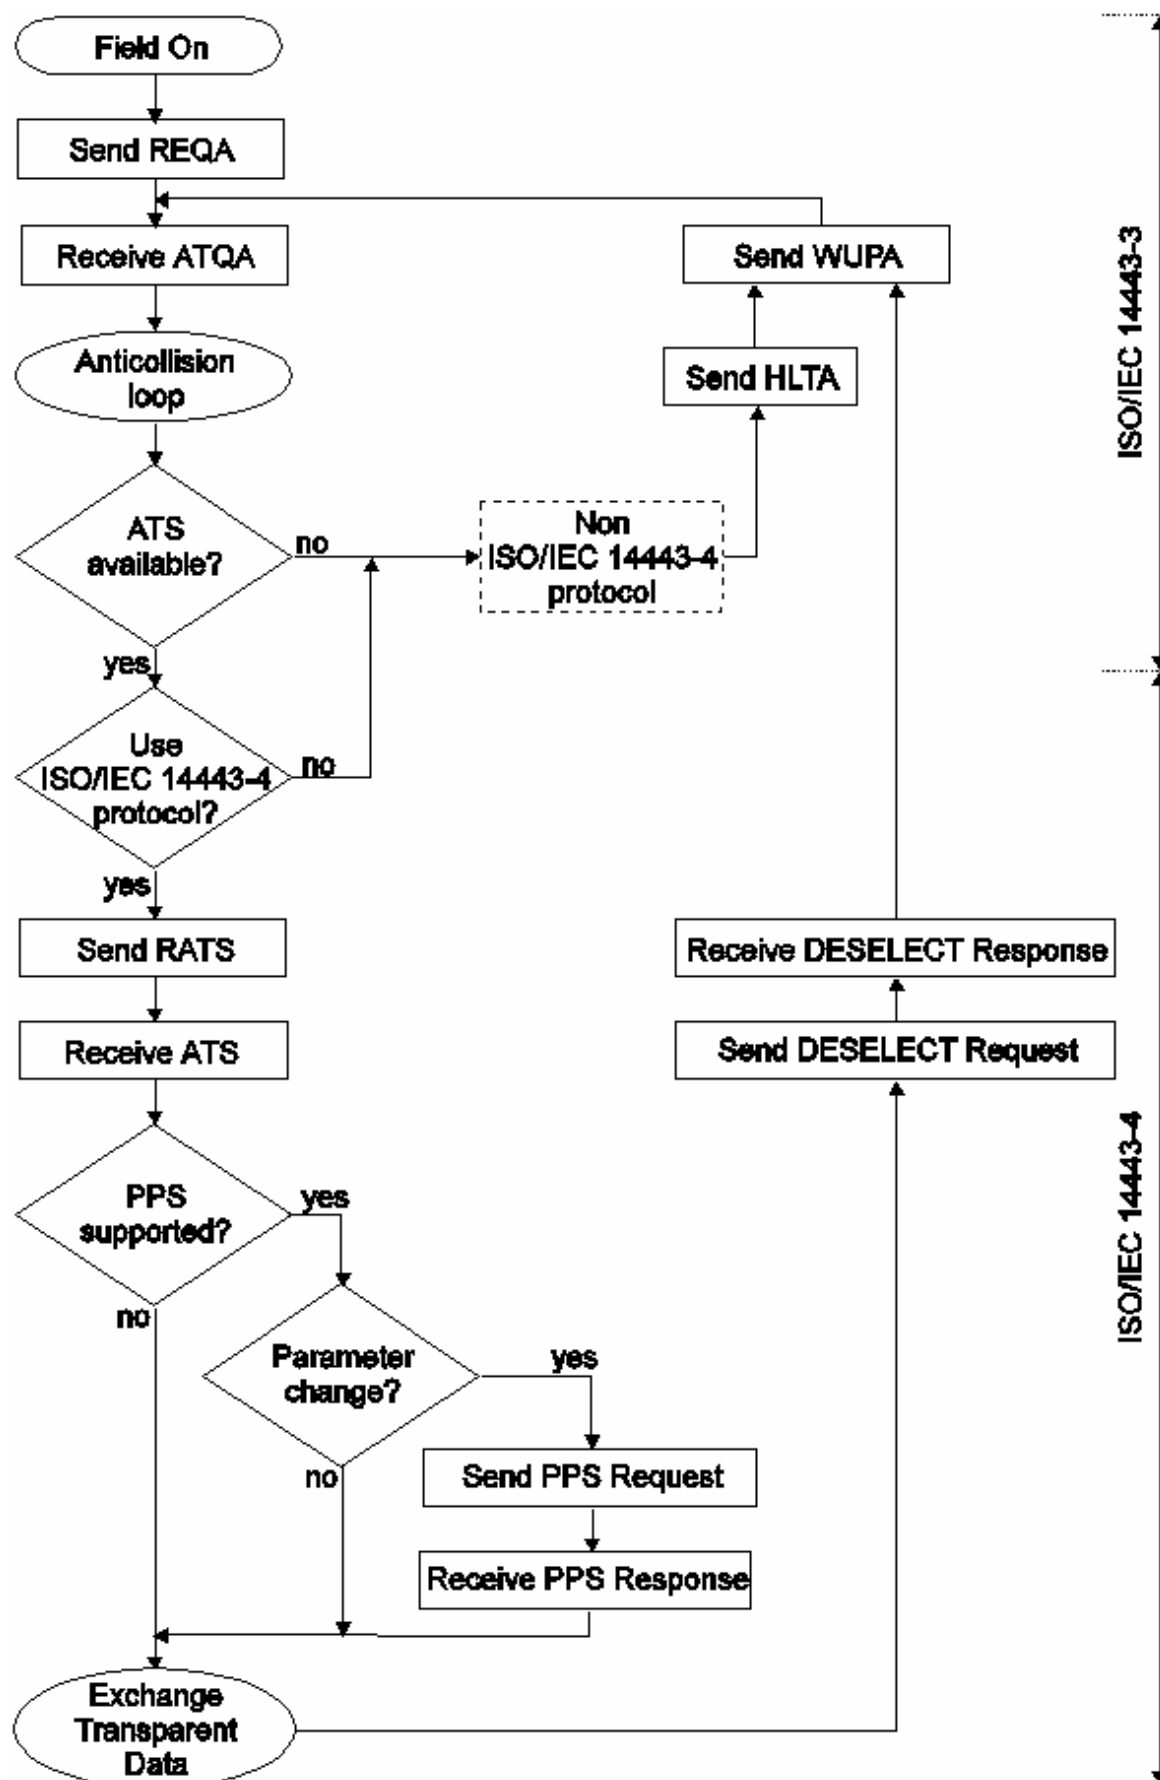 Field On
Send REQA
Receive ATQA
Send WUPA
Anticollision
loop
Send HLTA
ISO/IEC 14443-3
ATS
available?
no
Non
ISO/IEC 14443-4
protocol
yes
Use
ISO/IEC 14443-4
protocol?
no
yes
Send RATS
Receive DESELECT Response
Receive ATS
Send DESELECT Request
ISO/IEC 14443-4
PPS
supported?
yes
no
Parameter
change?
yes
no
Send PPS Request
Receive PPS Response
Exchange
Transparent
Data